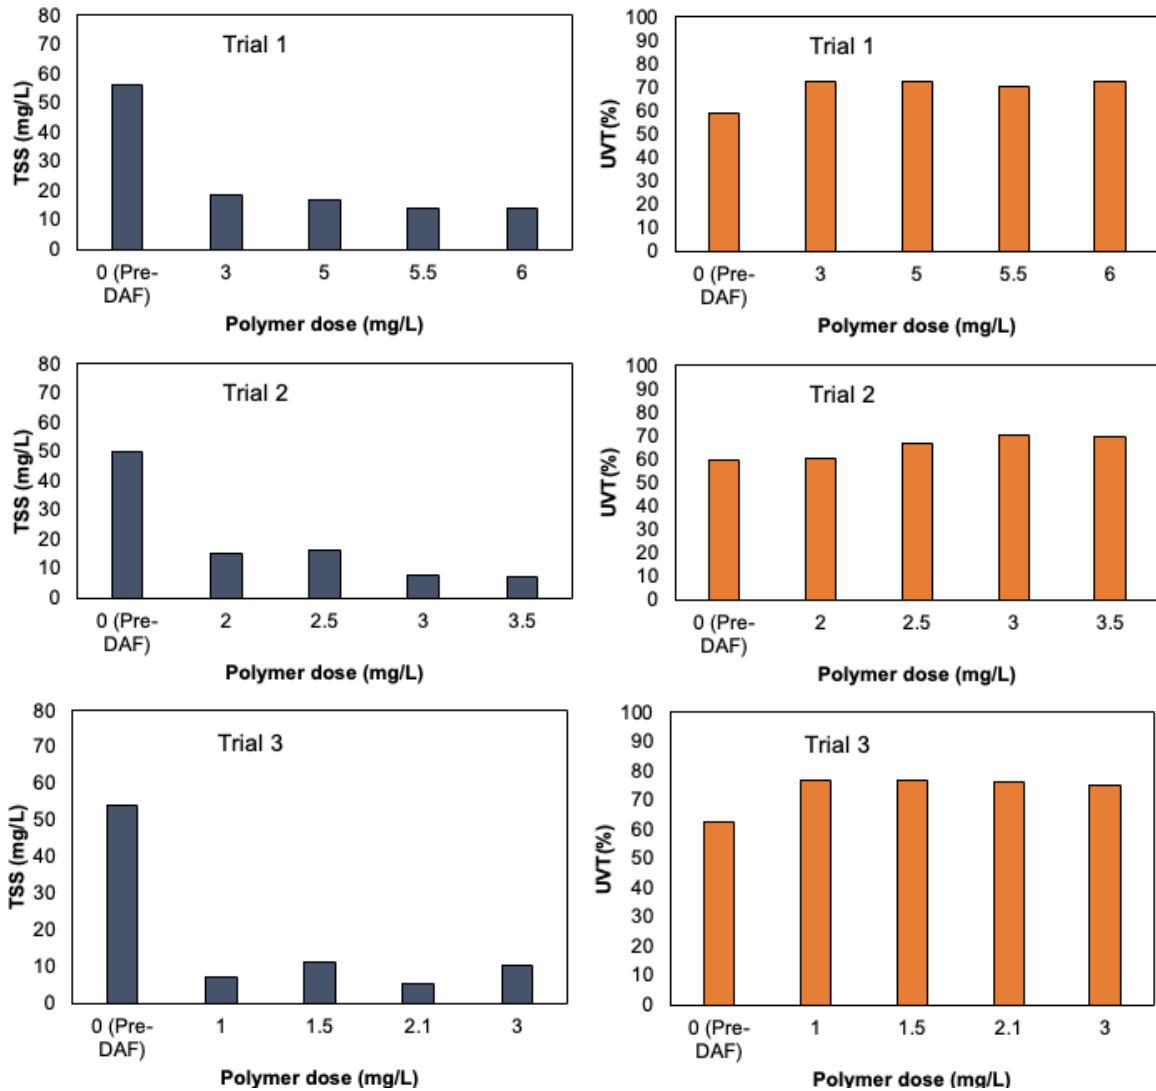 80
70
60
50
40
30
20
10
0
TSS (mg/L)
Trial 1
0 (Pre-
DAF)
3
5
5.5
6
Polymer dose (mg/L)
100
90
80
70
60
50
40
30
20
10
0
UVT(%)
Trial 1
0 (Pre-
DAF)
3
5
5.5
6
Polymer dose (mg/L)
80
70
60
50
40
30
20
10
0
TSS (mg/L)
Trial 2
0 (Pre-
DAF)
2
2.5
3
3.5
Polymer dose (mg/L)
100
90
80
70
60
50
40
30
20
10
0
UVT(%)
Trial 2
0 (Pre-
DAF)
2
2.5
3
3.5
Polymer dose (mg/L)
80
70
60
50
40
30
20
10
0
TSS (mg/L)
Trial 3
0 (Pre-
DAF)
1
1.5
2.1
3
Polymer dose (mg/L)
100
90
80
70
60
50
40
30
20
10
0
UVT(%)
Trial 3
0 (Pre-
DAF)
1
1.5
2.1
3
Polymer dose (mg/L)